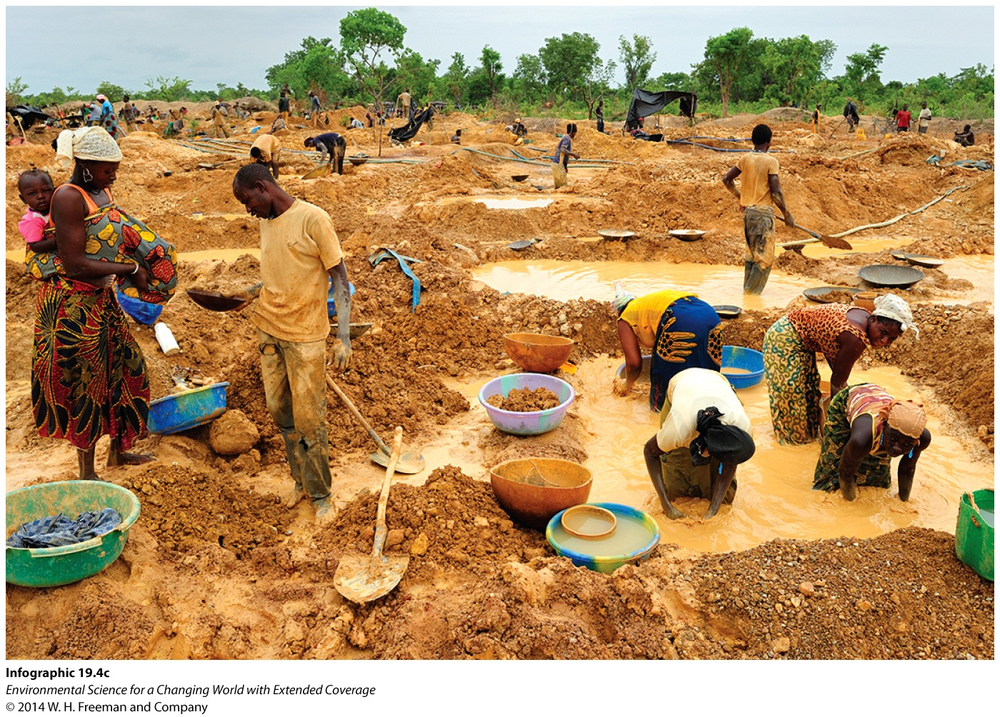 Infographic 19.4c
Environmental Science for a Changing World with Extended Coverage
© 2014 W. H. Freeman and Company